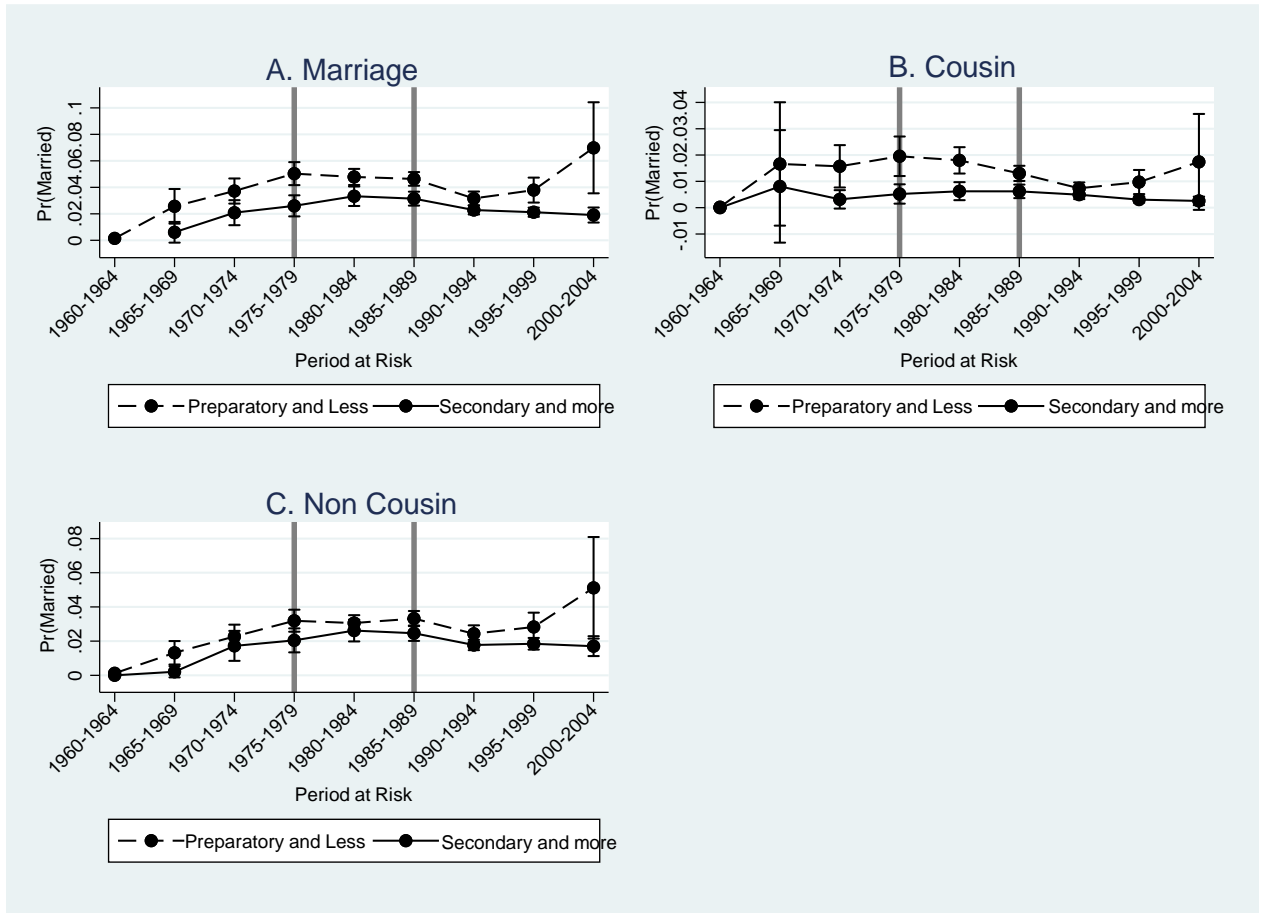 A. Marriage
Pr(Married)
0 .02 .04 .06 .08 .1
1960-1964 1965-1969 1970-1974 1975-1979 1980-1984 1985-1989 1990-1994 1995-1999 2000-2004
Period at Risk
Preparatory and Less Secondary and more
B. Cousin
Pr(Married)
-.01 0 .01 .02 .03 .04
1960-1964 1965-1969 1970-1974 1975-1979 1980-1984 1985-1989 1990-1994 1995-1999 2000-2004
Period at Risk
Preparatory and Less Secondary and more
C. Non Cousin
Pr(Married)
0 .02 .04 .06 .08
1960-1964 1965-1969 1970-1974 1975-1979 1980-1984 1985-1989 1990-1994 1995-1999 2000-2004
Period at Risk
Preparatory and Less Secondary and more